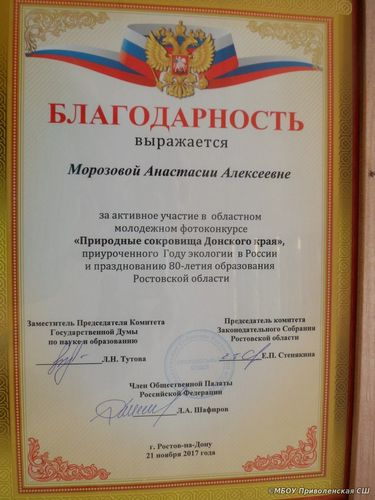 БЛАГОДАРНОСТЬ
выражается
Морозовой Анастасии Алексеевне
за активное участие в областном
молодежном фотоконкурсе
«Природные сокровища Донского края»,
приуроченного Году экологии в России
и празднованию 80-летия образования
Ростовской области
Заместитель Председателя Комитета
Государственной Думы
по науке и образованию
Л.Н. Тутова
Председатель комитета
Законодательного Собрания
Ростовской области
Е.П. Стенякина
Член Общественной Палаты
Российской Федерации
Л.А. Шафиров
г. Ростов-на-Дону
21 ноября 2017 года
©МБОУ Приволенская СШ